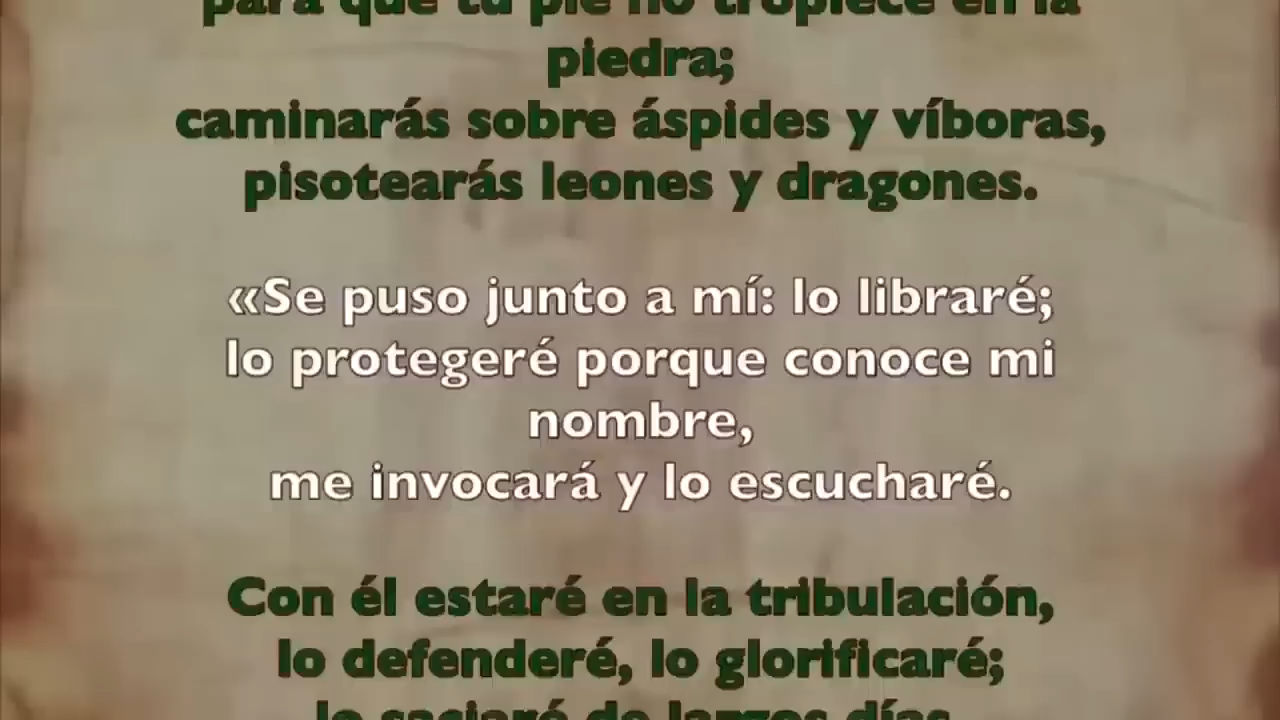 para que tu pie no tropiece en la
piedra;
caminarás sobre áspides y víboras,
pisotearás leones y dragones.
«Se puso junto a mí: lo libraré;
lo protegeré porque conoce mi
nombre,
me invocará y lo escucharé.
Con él estaré en la tribulación,
lo defenderé, lo glorificaré;
lo saciaré de largos días